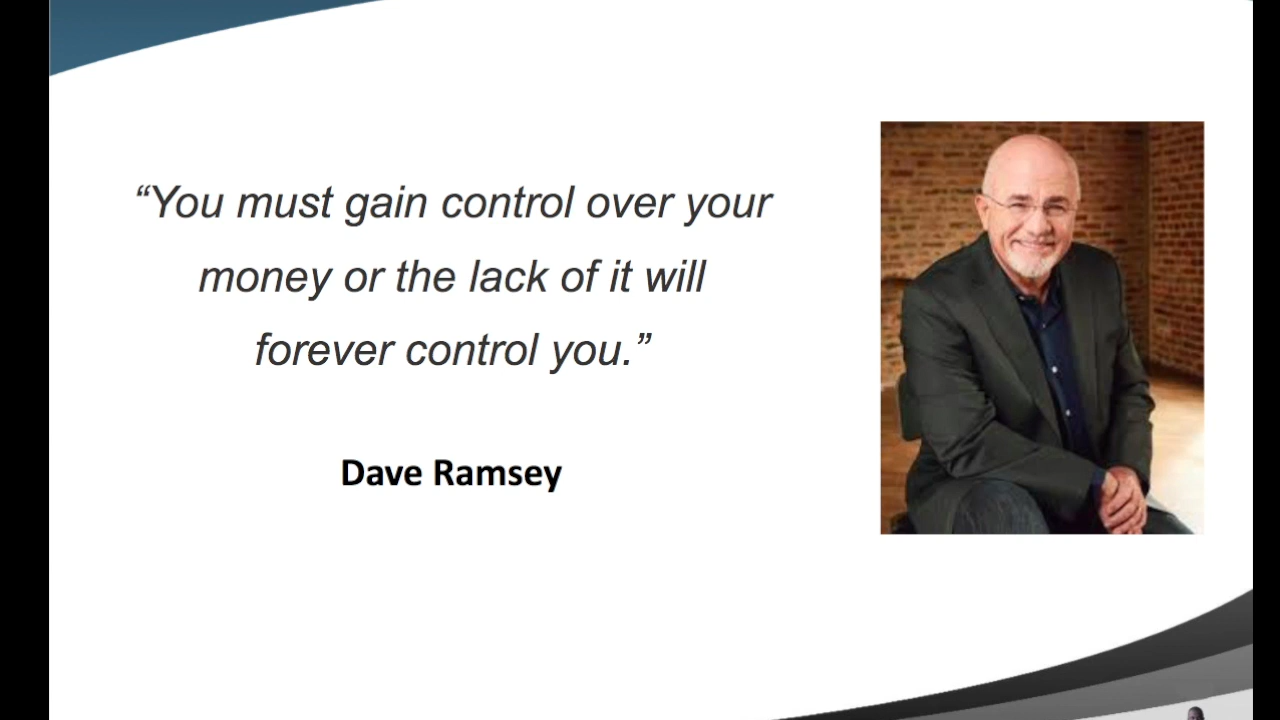 “You must gain control over your
money or the lack of it will
forever control you.”
Dave Ramsey